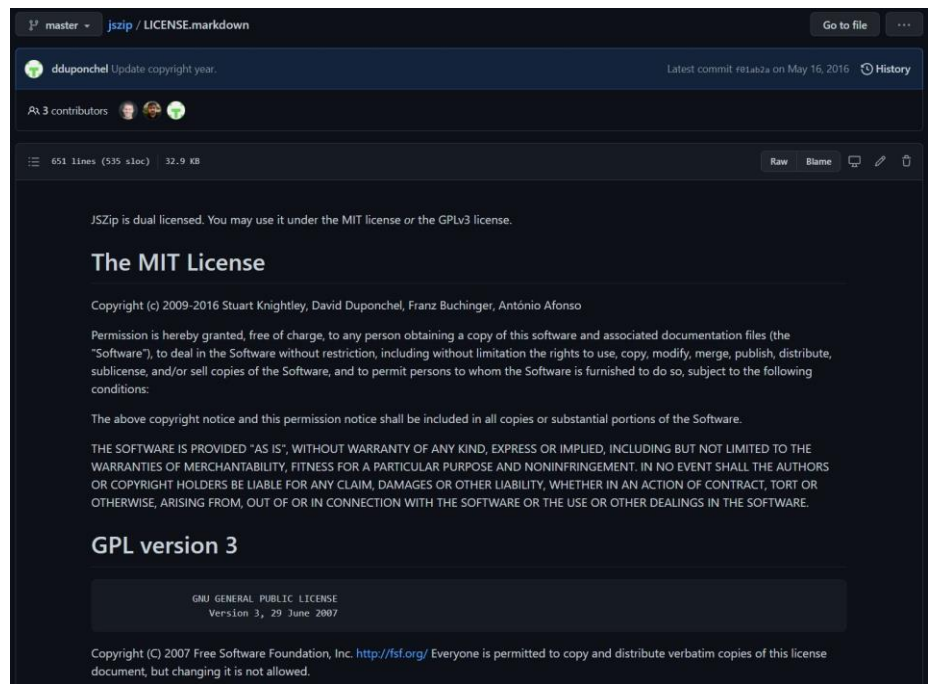 master
jszip / LICENSE.markdown
Go to file
...
dduponchel Update copyright year.
Latest commit f01ab2a on May 16, 2016
History
3 contributors
651 lines (535 sloc) 32.9 KB
Raw
Blame
JSZip is dual licensed. You may use it under the MIT license or the GPLv3 license.
The MIT License
Copyright (c) 2009-2016 Stuart Knightley, David Duponchel, Franz Buchinger, António Afonso
Permission is hereby granted, free of charge, to any person obtaining a copy of this software and associated documentation files (the
"Software"), to deal in the Software without restriction, including without limitation the rights to use, copy, modify, merge, publish, distribute,
sublicense, and/or sell copies of the Software, and to permit persons to whom the Software is furnished to do so, subject to the following
conditions:
The above copyright notice and this permission notice shall be included in all copies or substantial portions of the Software.
THE SOFTWARE IS PROVIDED "AS IS", WITHOUT WARRANTY OF ANY KIND, EXPRESS OR IMPLIED, INCLUDING BUT NOT LIMITED TO THE
WARRANTIES OF MERCHANTABILITY, FITNESS FOR A PARTICULAR PURPOSE AND NONINFRINGEMENT. IN NO EVENT SHALL THE AUTHORS
OR COPYRIGHT HOLDERS BE LIABLE FOR ANY CLAIM, DAMAGES OR OTHER LIABILITY, WHETHER IN AN ACTION OF CONTRACT, TORT OR
OTHERWISE, ARISING FROM, OUT OF OR IN CONNECTION WITH THE SOFTWARE OR THE USE OR OTHER DEALINGS IN THE SOFTWARE.
GPL version 3
GNU GENERAL PUBLIC LICENSE
Version 3, 29 June 2007
Copyright (C) 2007 Free Software Foundation, Inc. http://fsf.org/ Everyone is permitted to copy and distribute verbatim copies of this license
document, but changing it is not allowed.